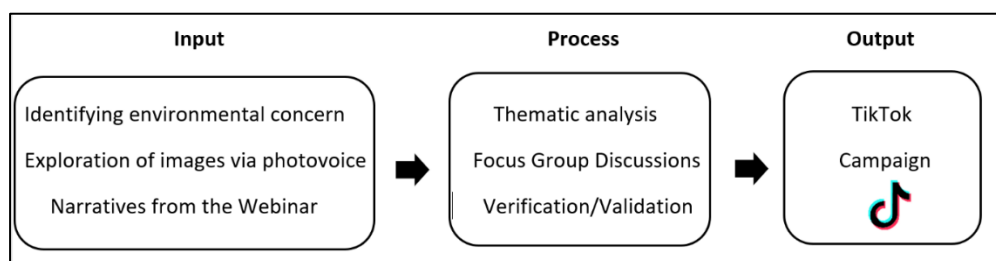 Input
Process
Output
Identifying environmental concern
Exploration of images via photovoice
Narratives from the Webinar
Thematic analysis
Focus Group Discussions
Verification/Validation
TikTok
Campaign